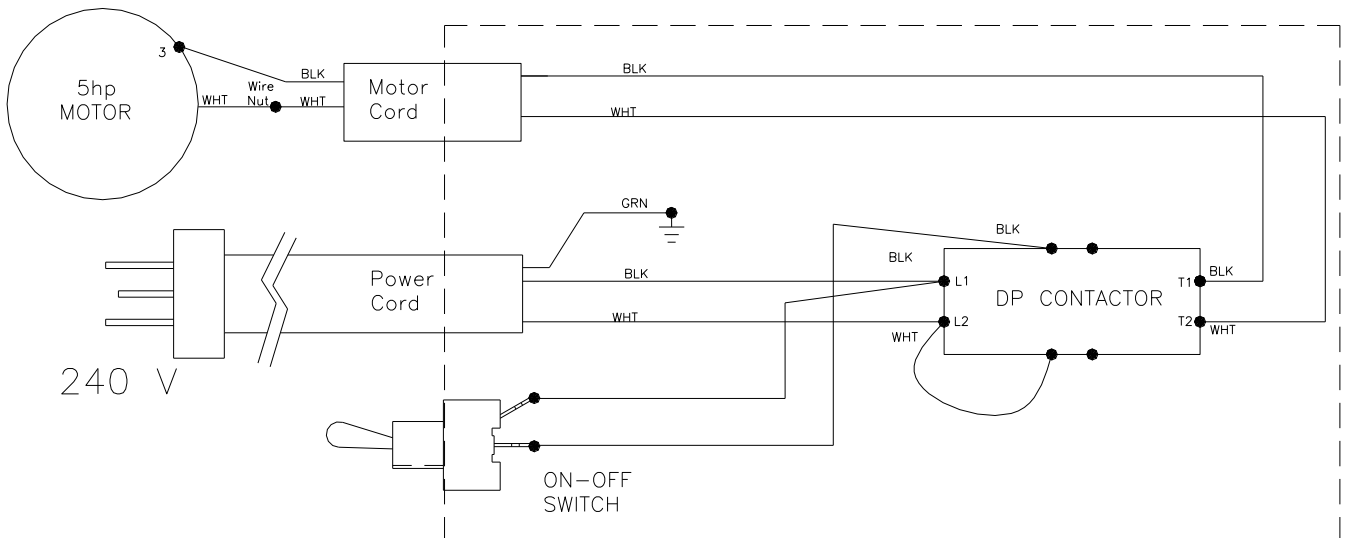 3
5hp
MOTOR
WHT
Wire
Nut
BLK
WHT
Motor
Cord
BLK
WHT
GRN
BLK
WHT
Power
Cord
240 V
BLK
BLK
L1
L2
WHT
DP CONTACTOR
T1
T2
BLK
WHT
ON-OFF
SWITCH